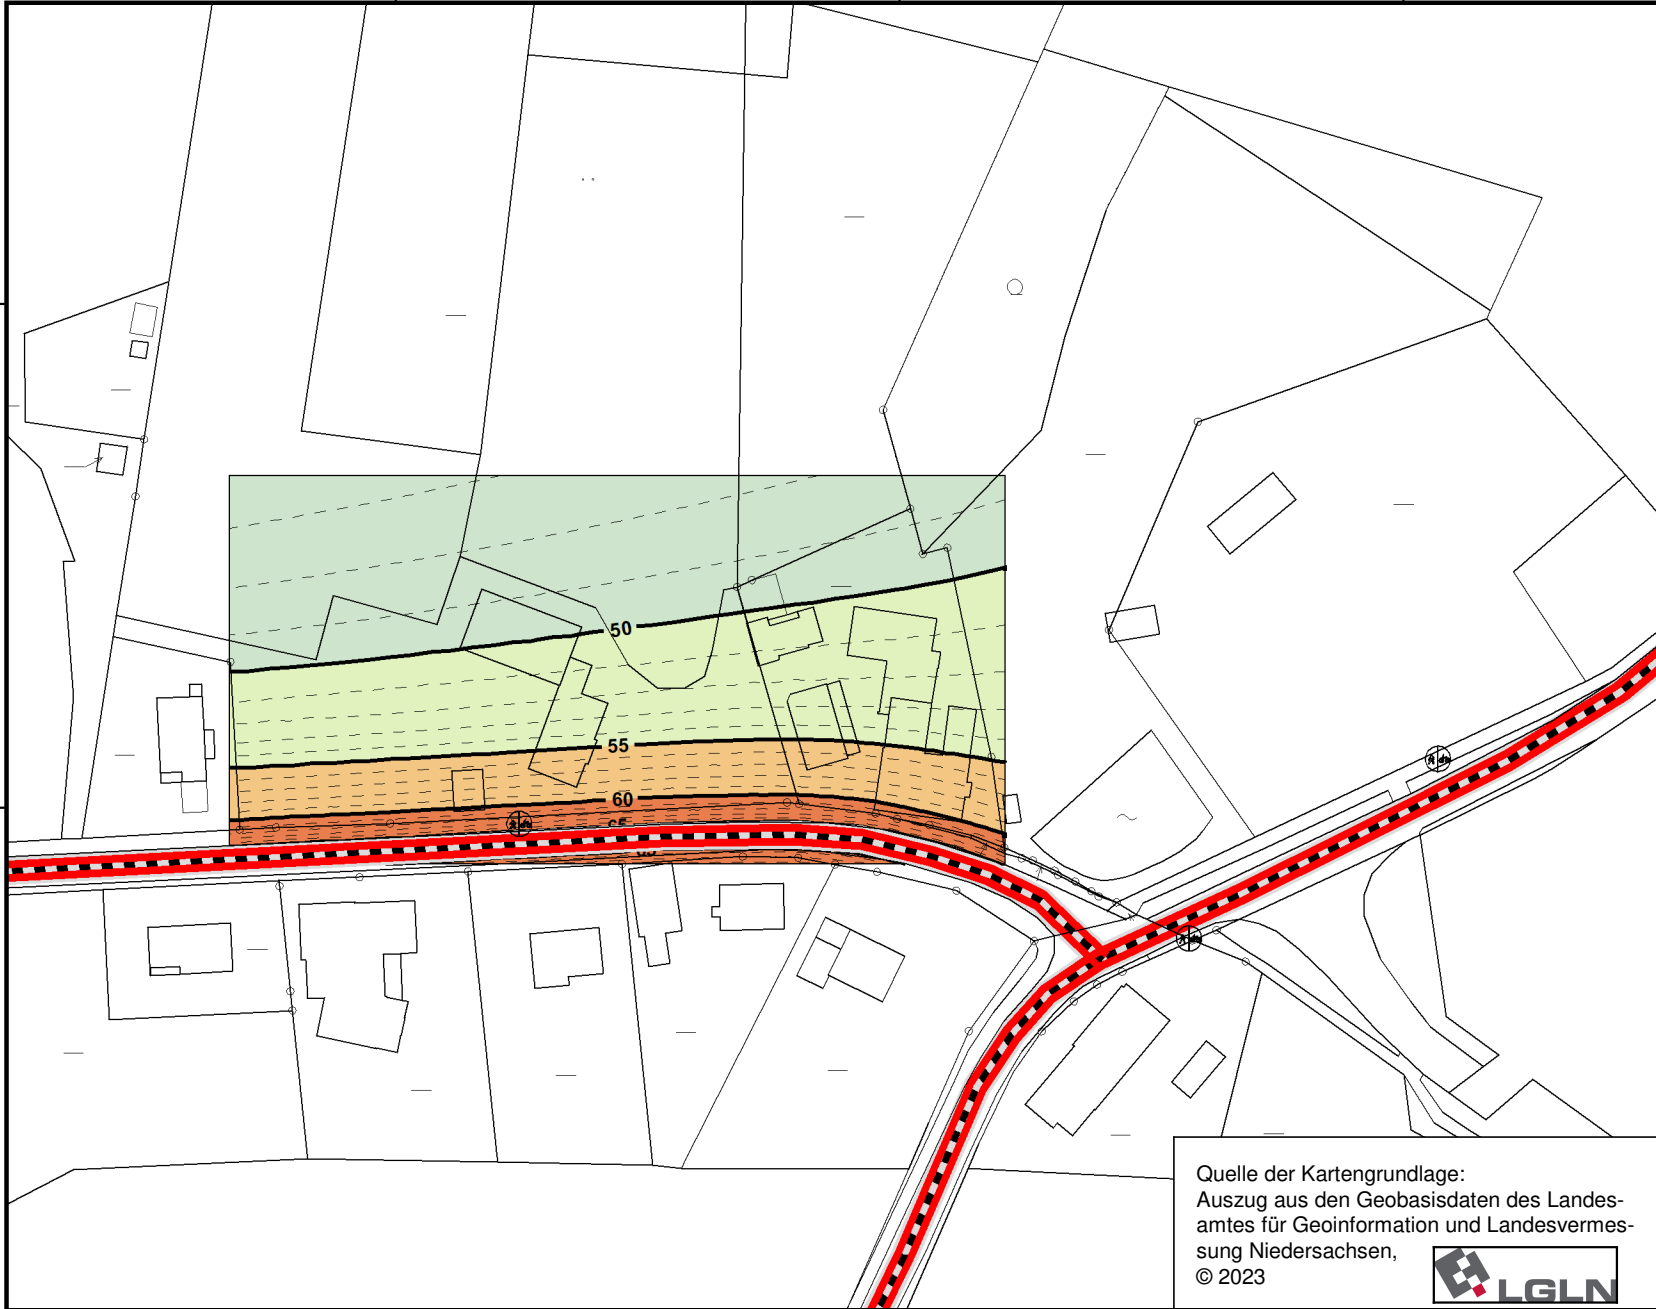 50
55
60
65
Quelle der Kartengrundlage:
Auszug aus den Geobasisdaten des Landes-
amtes für Geoinformation und Landesvermes-
sung Niedersachsen,
© 2023
LGLN